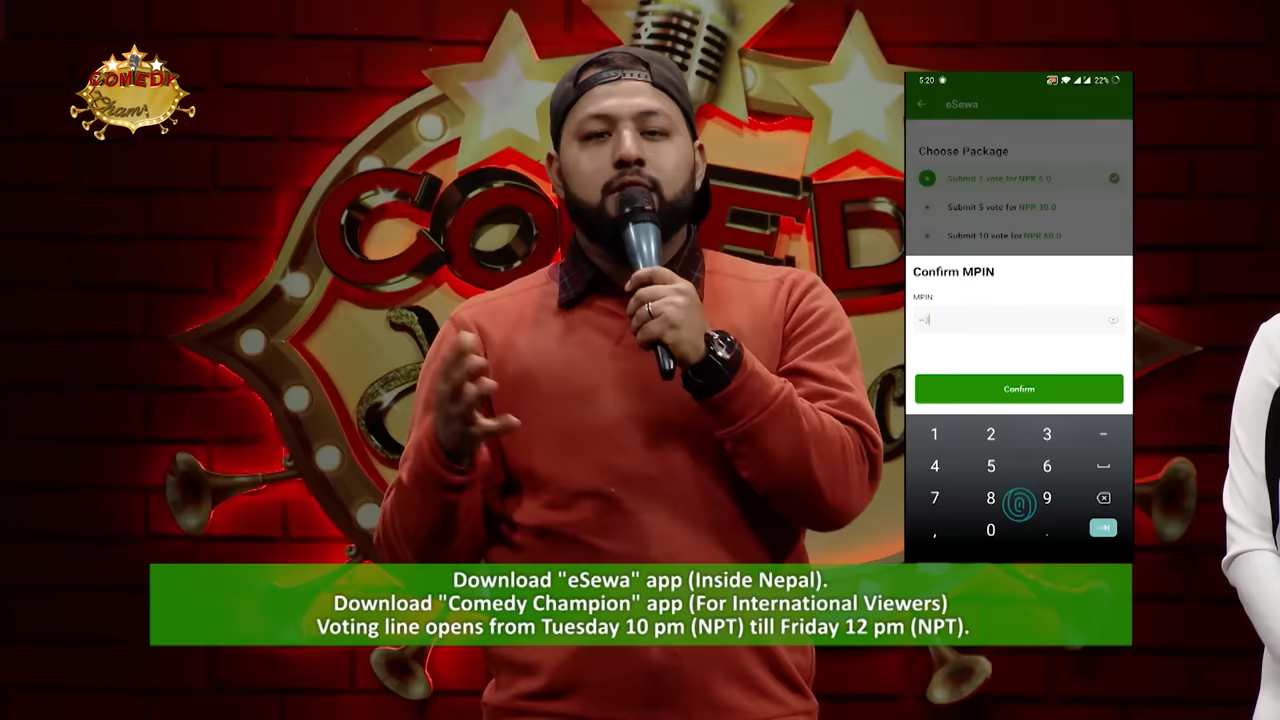 COMEDY
Champ
COMED
5:20
22%
eSewa
Choose Package
Submit 1 vote for NPR 6.0
Submit 5 vote for NPR 30.0
Submit 10 vote for NPR 60.0
Confirm MPIN
MPIN
Confirm
1 2 3 -
4 5 6
7 8 9
, 0 .
Download "eSewa" app (Inside Nepal).
Download "Comedy Champion" app (For International Viewers)
Voting line opens from Tuesday 10 pm (NPT) till Friday 12 pm (NPT).